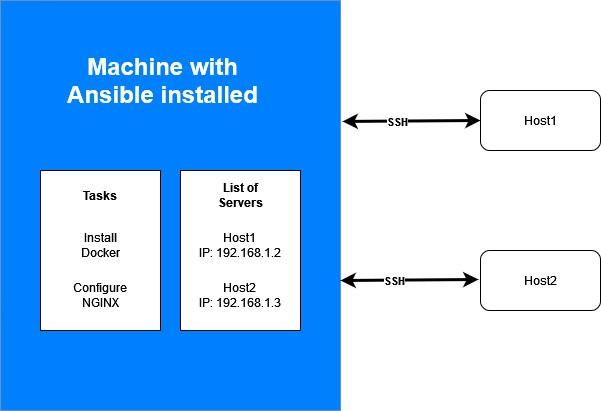 Machine with
Ansible installed
Tasks
Install
Docker
Configure
NGINX
List of
Servers
Host1
IP: 192.168.1.2
Host2
IP: 192.168.1.3
SSH
Host1
SSH
Host2